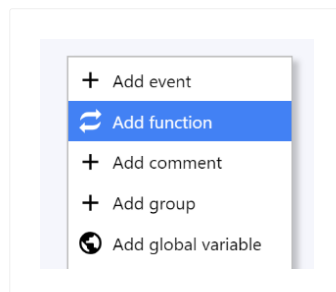 Add event
Add function
Add comment
Add group
Add global variable